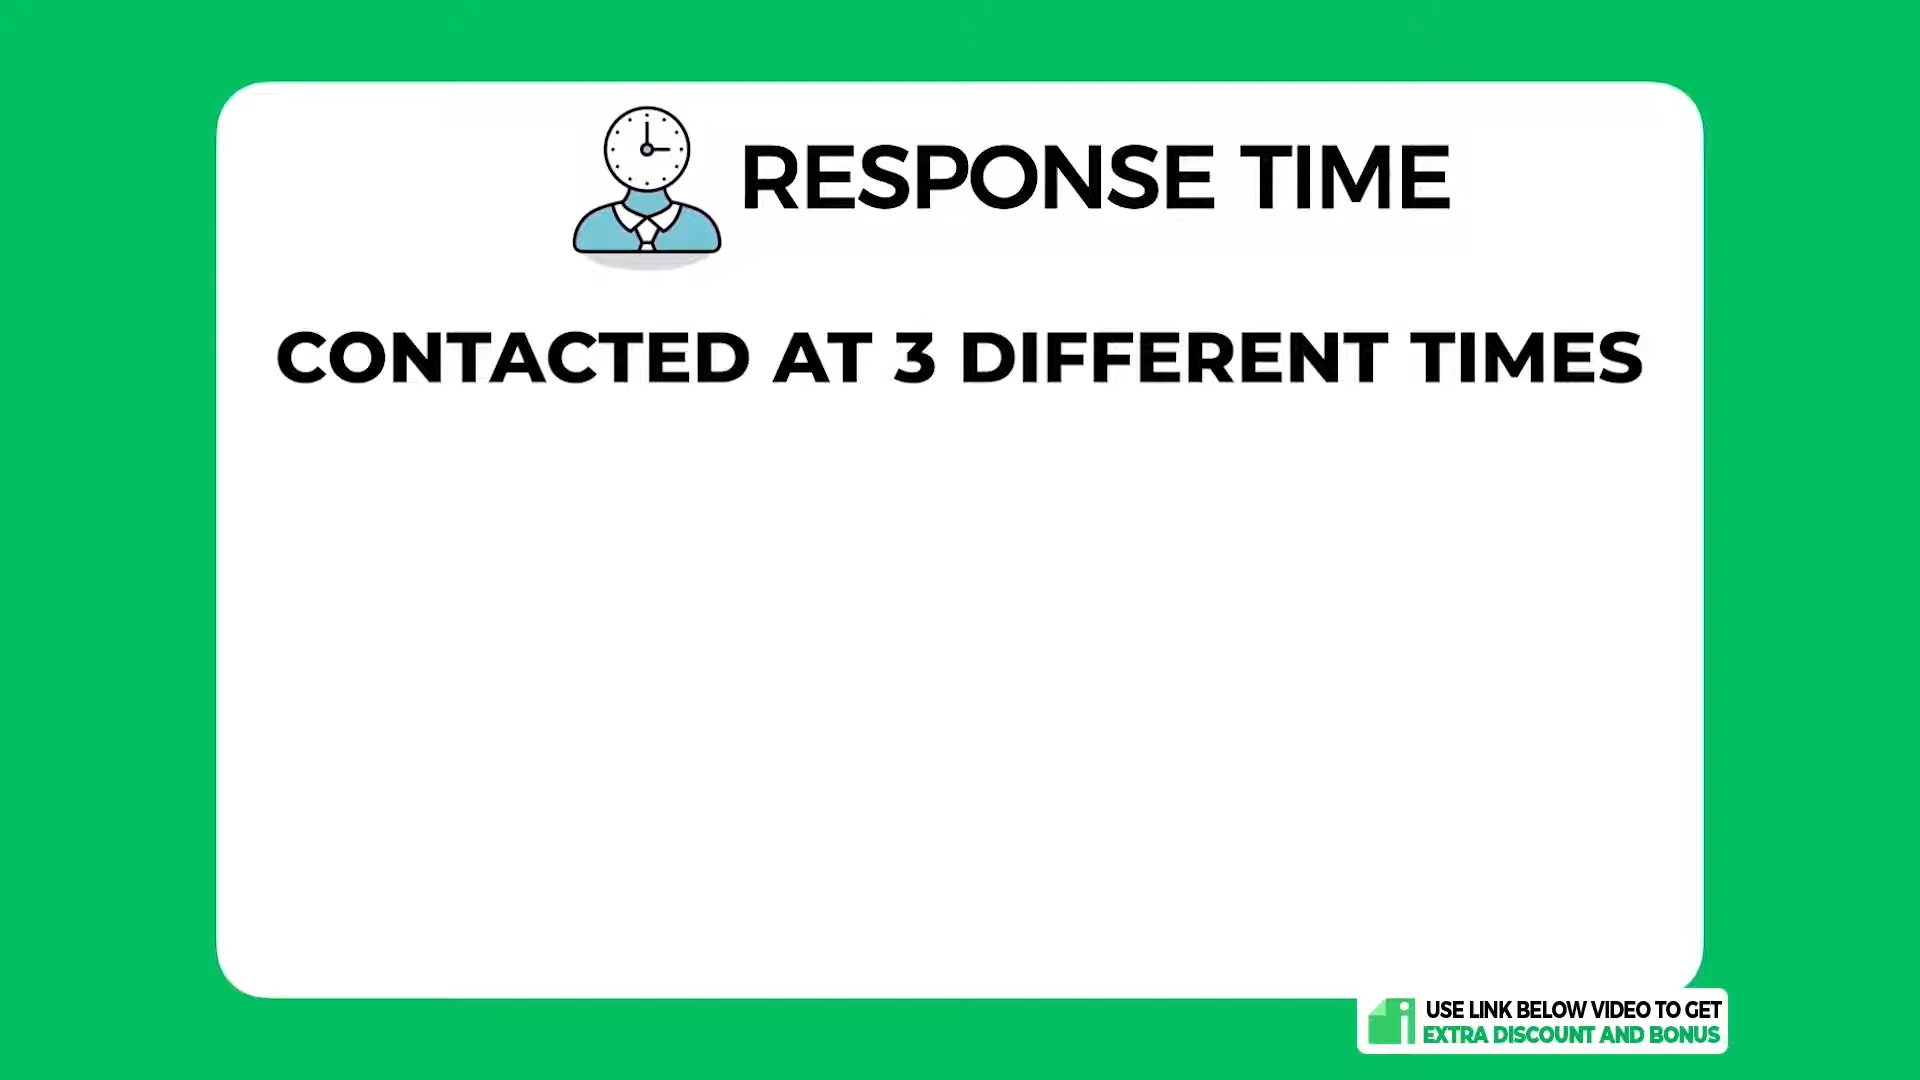 RESPONSE TIME
CONTACTED AT 3 DIFFERENT TIMES
USE LINK BELOW VIDEO TO GET
EXTRA DISCOUNT AND BONUS